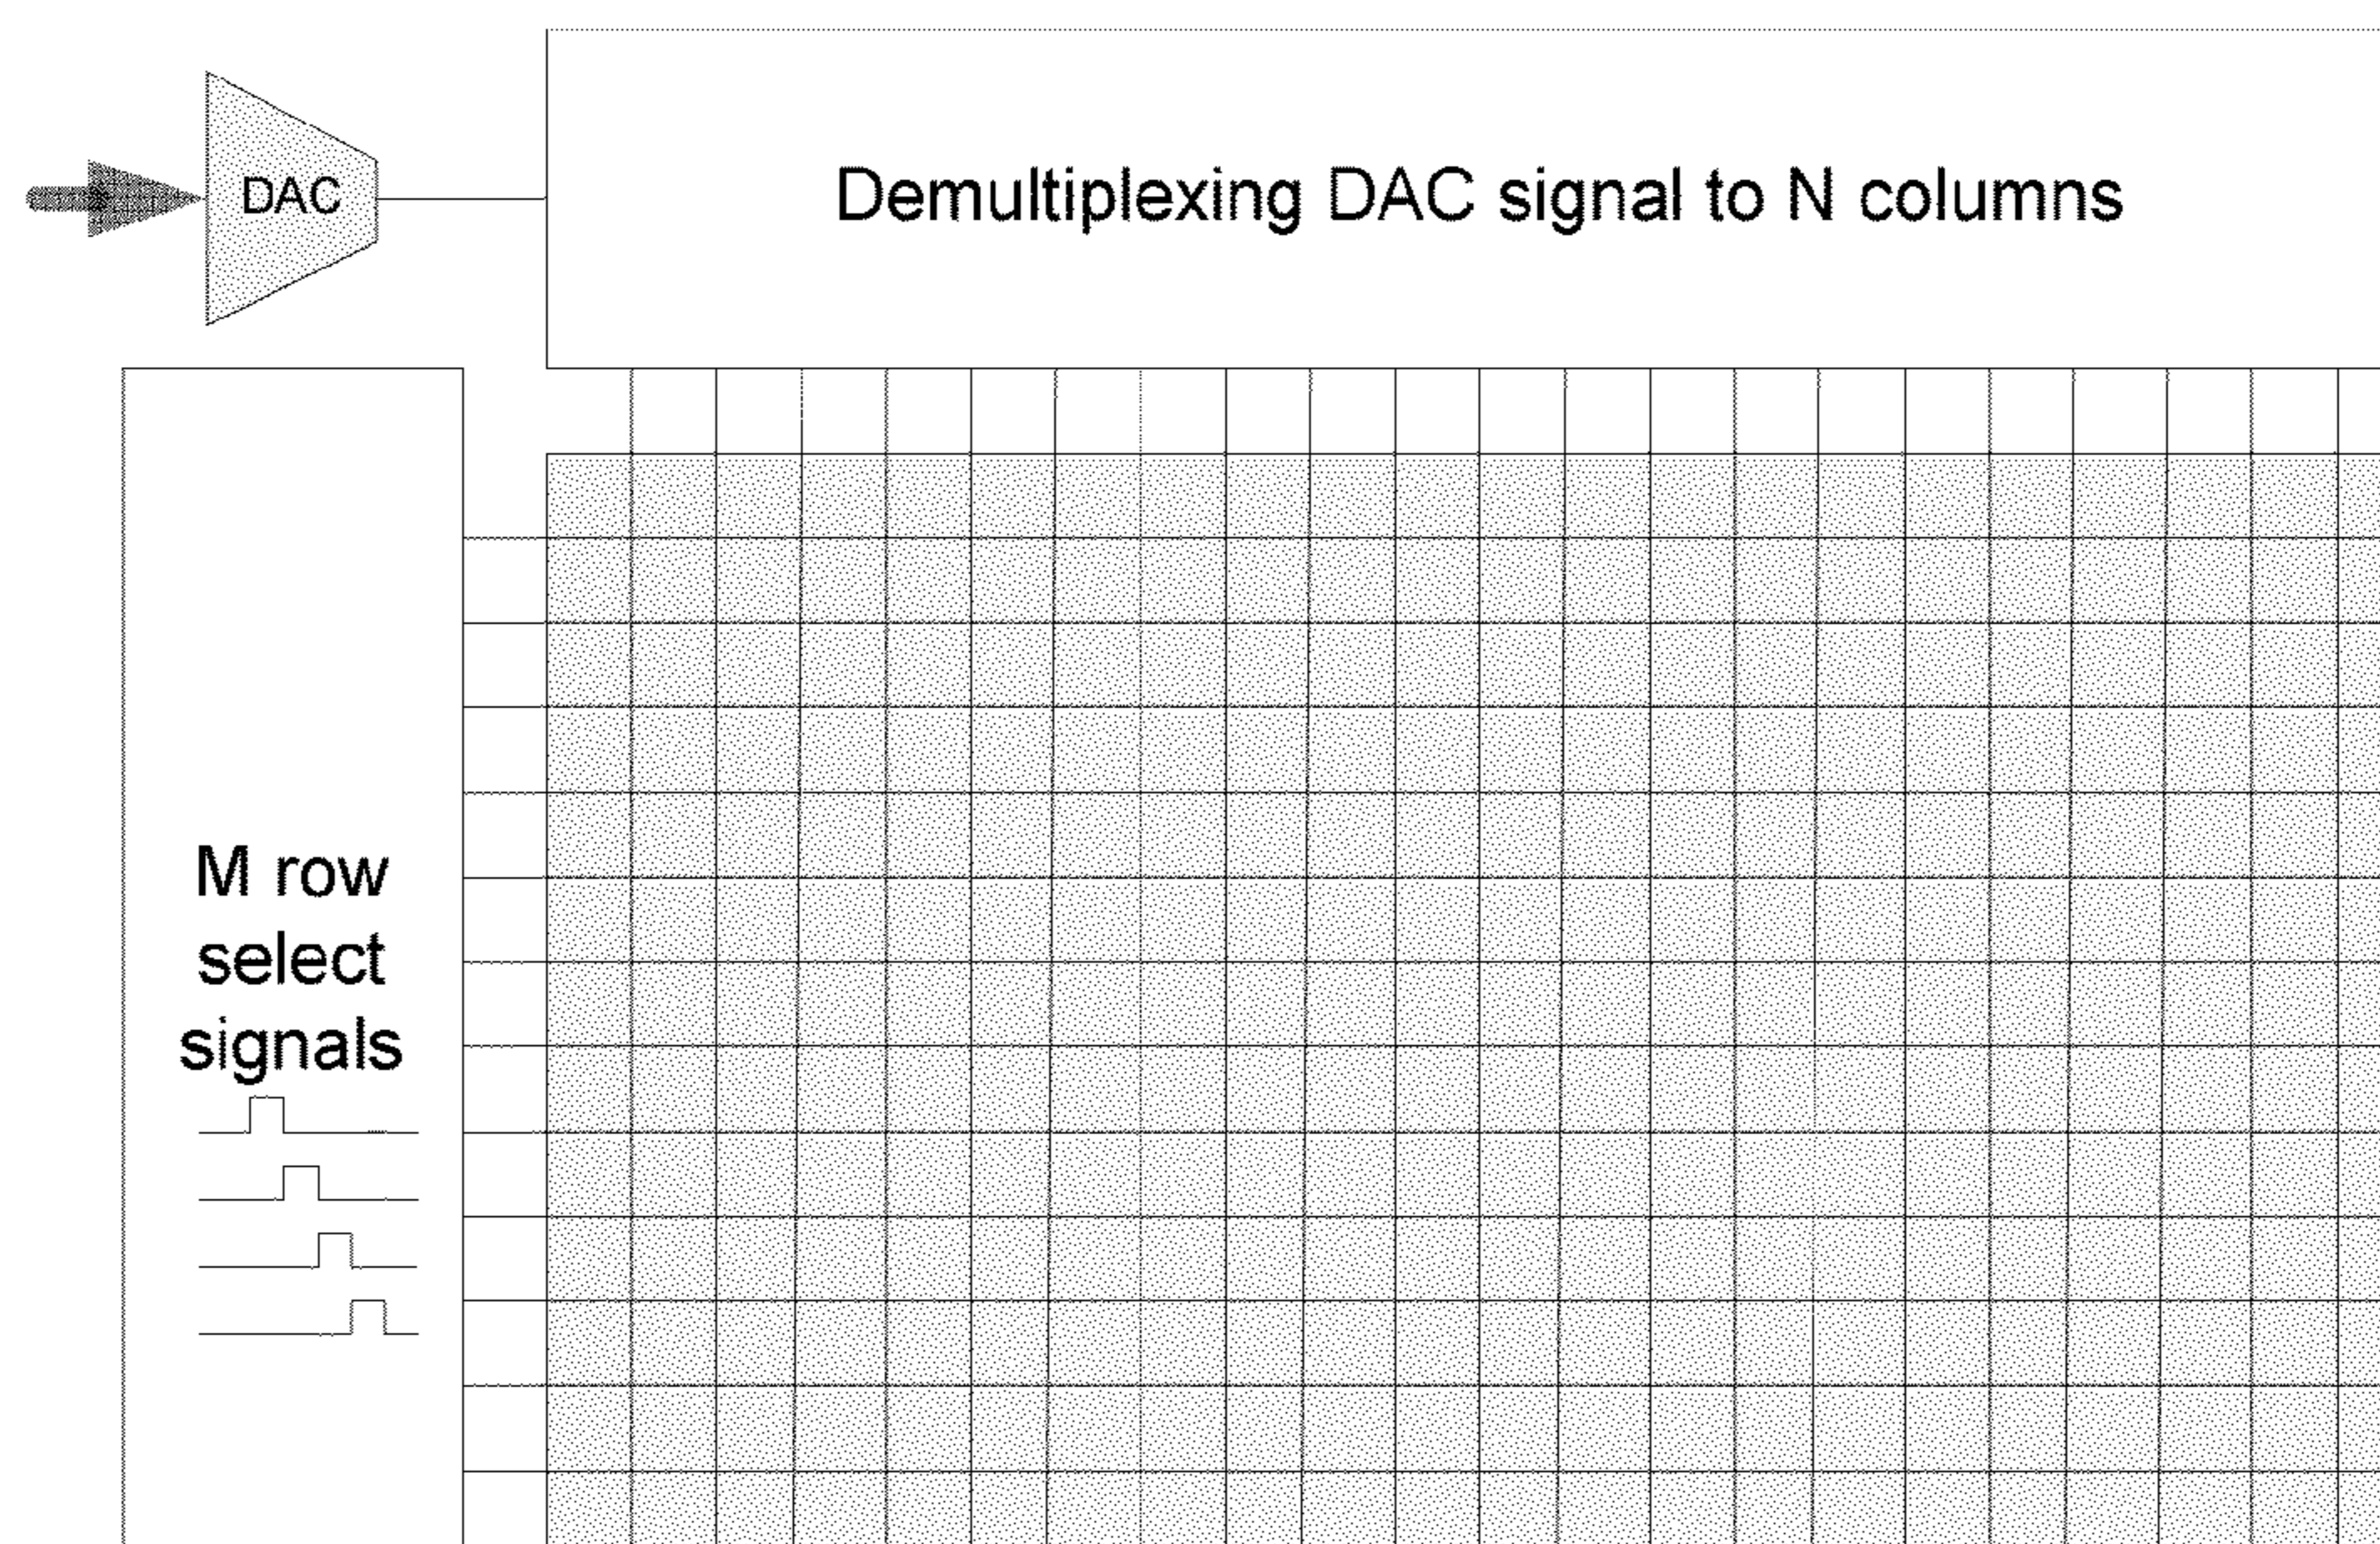 DAC
Demultiplexing DAC signal to N columns
M row
select
signals